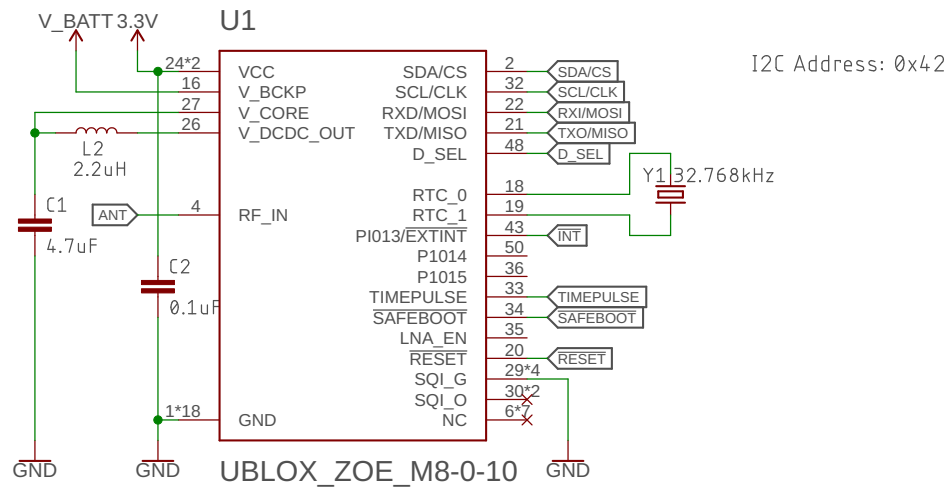 U1
V_BATT 3.3V
I2C Address: 0x42
24*2 VCC
16 V_BCKP
27 V_CORE
26 V_DCDC_OUT
L2
2.2uH
C1
4.7uF
ANT
4 RF_IN
C2
0.1uF
1*18 GND
SDA/CS 2 SDA/CS
SCL/CLK 32 SCL/CLK
RXD/MOSI 22 RXI/MOSI
TXD/MISO 21 TXO/MISO
D_SEL 48 D_SEL
RTC_0 18
RTC_1 19
Y1 32.768kHz
PI013/EXTINT 43 INT
P1014 50
P1015 36
TIMEPULSE 33 TIMEPULSE
SAFEBOOT 34 SAFEBOOT
LNA_EN 35
RESET 20 RESET
SQI_G 29*4
SQI_O 30*2
NC 6*7
GND
GND
UBLOX_ZOE_M8-0-10
GND